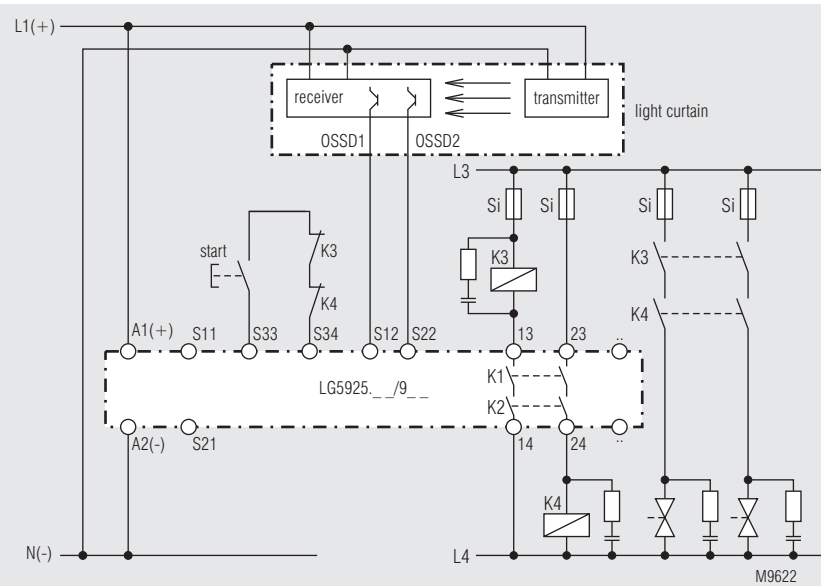 L1(+)
receiver
transmitter
light curtain
OSSD1
OSSD2
L3
Si
Si
Si
Si
start
K3
K4
K3
K3
K4
A1(+)
S11
S33
S34
S12
S22
13
23
..
LG5925._ _/9_ _
K1
K2
A2(-)
S21
14
24
..
K4
N(-)
L4
M9622